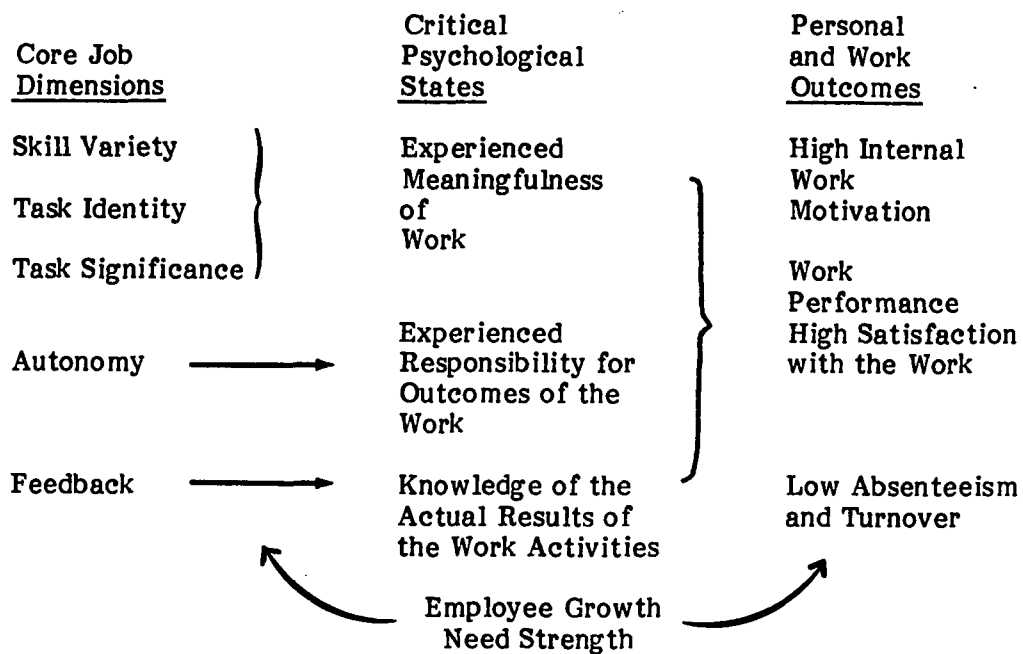 Core Job
Dimensions
Skill Variety
Task Identity
Task Significance
Autonomy
Feedback
Critical
Psychological
States
Experienced
Meaningfulness
of
Work
Experienced
Responsibility for
Outcomes of the
Work
Knowledge of the
Actual Results of
the Work Activities
Personal
and Work
Outcomes
High Internal
Work
Motivation
Work
Performance
High Satisfaction
with the Work
Low Absenteeism
and Turnover
Employee Growth
Need Strength